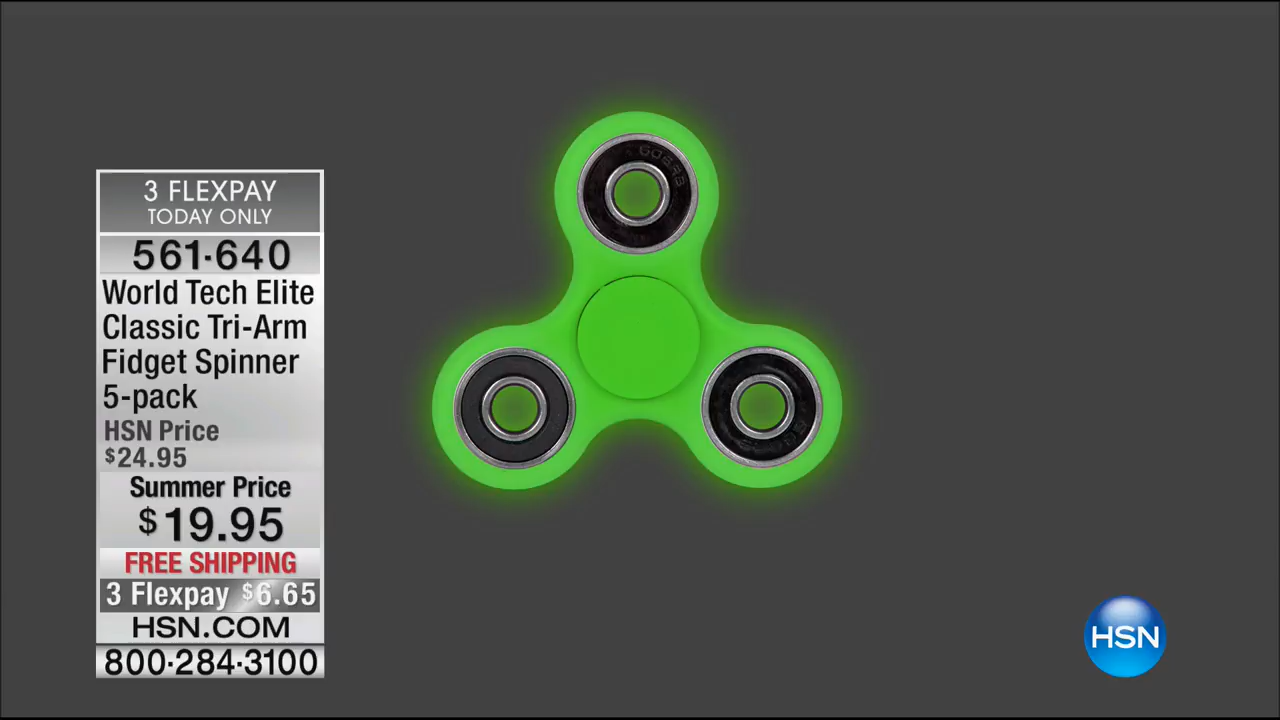 3 FLEXPAY
TODAY ONLY
561·640
World Tech Elite
Classic Tri-Arm
Fidget Spinner
5-pack
HSN Price
$24.95
Summer Price
$19.95
FREE SHIPPING
3 Flexpay $6.65
HSN.COM
800·284·3100
HSN